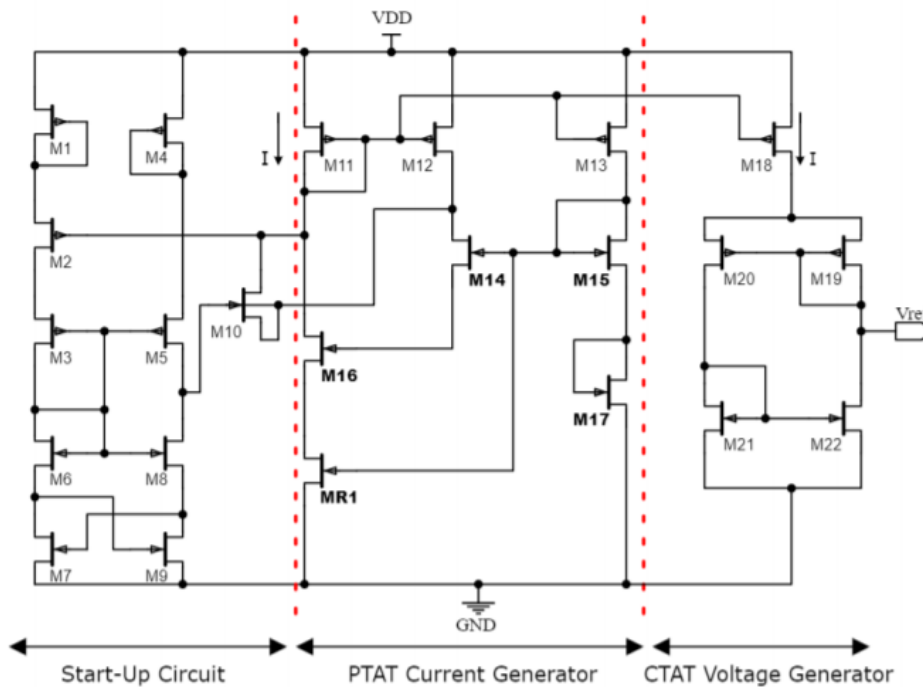 VDD
M1
M4
I
M11
M12
M13
M18
I
M2
M14
M15
M20
M19
M3
M5
M10
Vre
M16
M17
M6
M8
M21
M22
MR1
M7
M9
GND
Start-Up Circuit
PTAT Current Generator
CTAT Voltage Generator